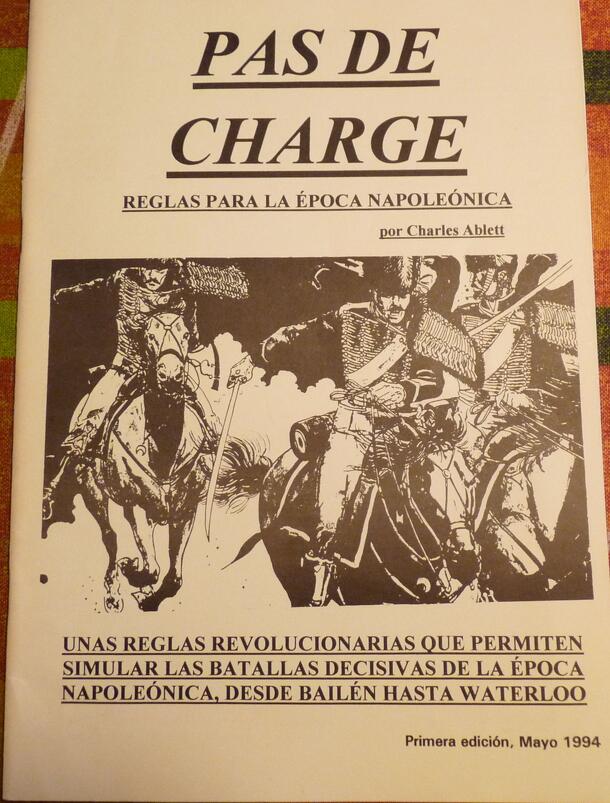 PAS DE
CHARGE
REGLAS PARA LA ÉPOCA NAPOLEÓNICA
por Charles Ablett
UNAS REGLAS REVOLUCIONARIAS QUE PERMITEN
SIMULAR LAS BATALLAS DECISIVAS DE LA ÉPOCA
NAPOLEÓNICA, DESDE BAILÉN HASTA WATERLOO
Primera edición, Mayo 1994